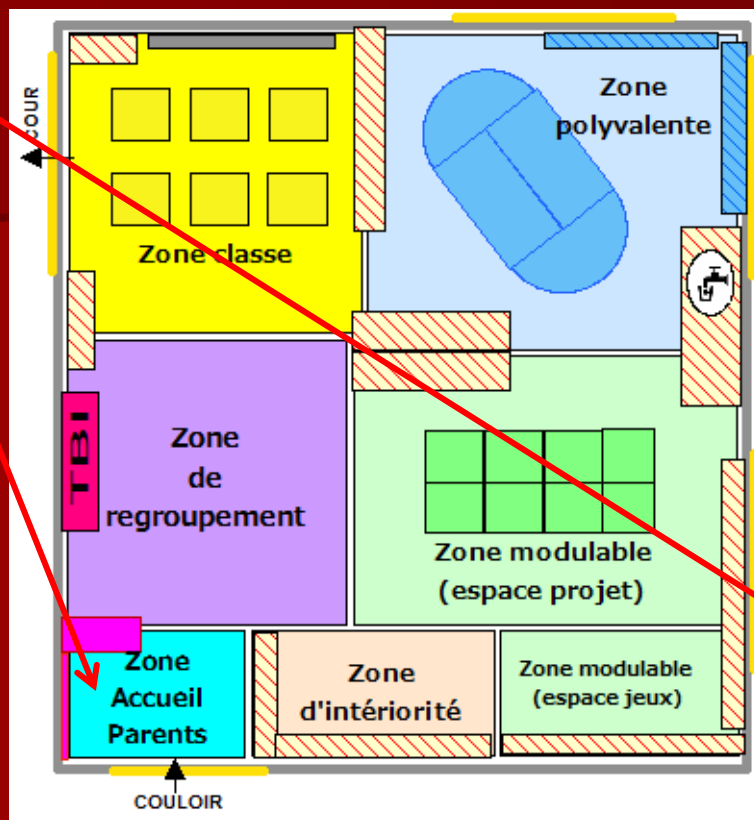 COUR
Zone
polyvalente
Zone classe
TBI
Zone
de
regroupement
Zone modulable
(espace projet)
Zone
Accueil
Parents
Zone
d'intériorité
Zone modulable
(espace jeux)
COULOIR